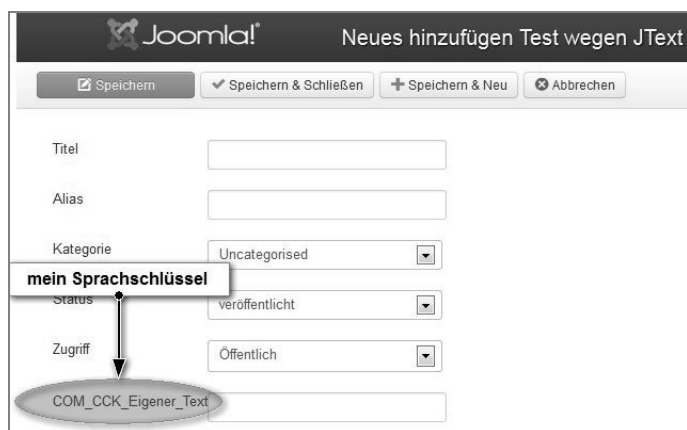 Joomla!® Neues hinzufügen Test wegen JText
Speichern Speichern & Schließen Speichern & Neu Abbrechen
Titel
Alias
Kategorie Uncategorised
mein Sprachschlüssel
Status veröffentlicht
Zugriff Öffentlich
COM_CCK_Eigener_Text